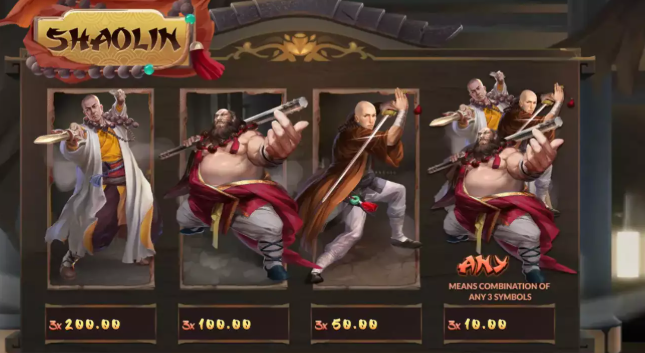 SHAOLIN
ANY
MEANS COMBINATION OF
ANY 3 SYMBOLS
3x 200.00
3x 100.00
3x 50.00
3x 10.00